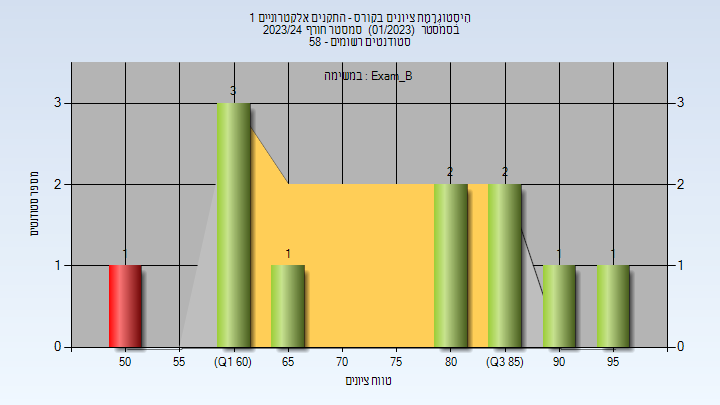 היסטוגרמת ציונים בקורס - התקנים אלקטרוניים 1
בסמסטר (01/2023) סמסטר חורף 2023/24
סטודנטים רשומים - 58
במשימה : Exam_B
3 3
2 2
1 1
0 0
1 3 1 2 2 1 1
מספר סטודנטים
50 55 (Q1 60) 65 70 75 80 (Q3 85) 90 95
טווח ציונים